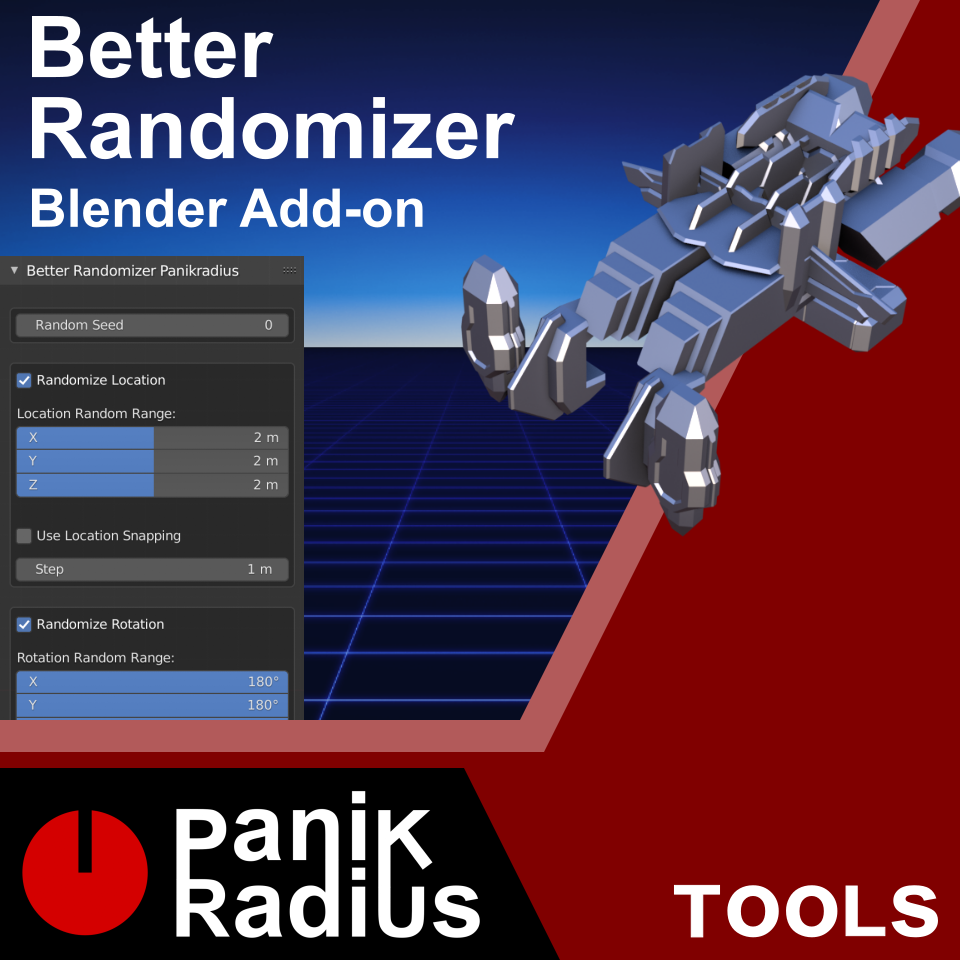 Better
Randomizer
Blender Add-on
Better Randomizer Panikradius
Random Seed 0
Randomize Location
Location Random Range:
X 2 m
Y 2 m
Z 2 m
Use Location Snapping
Step 1 m
Randomize Rotation
Rotation Random Range:
X 180°
Y 180°
Panik
Radius
TOOLS